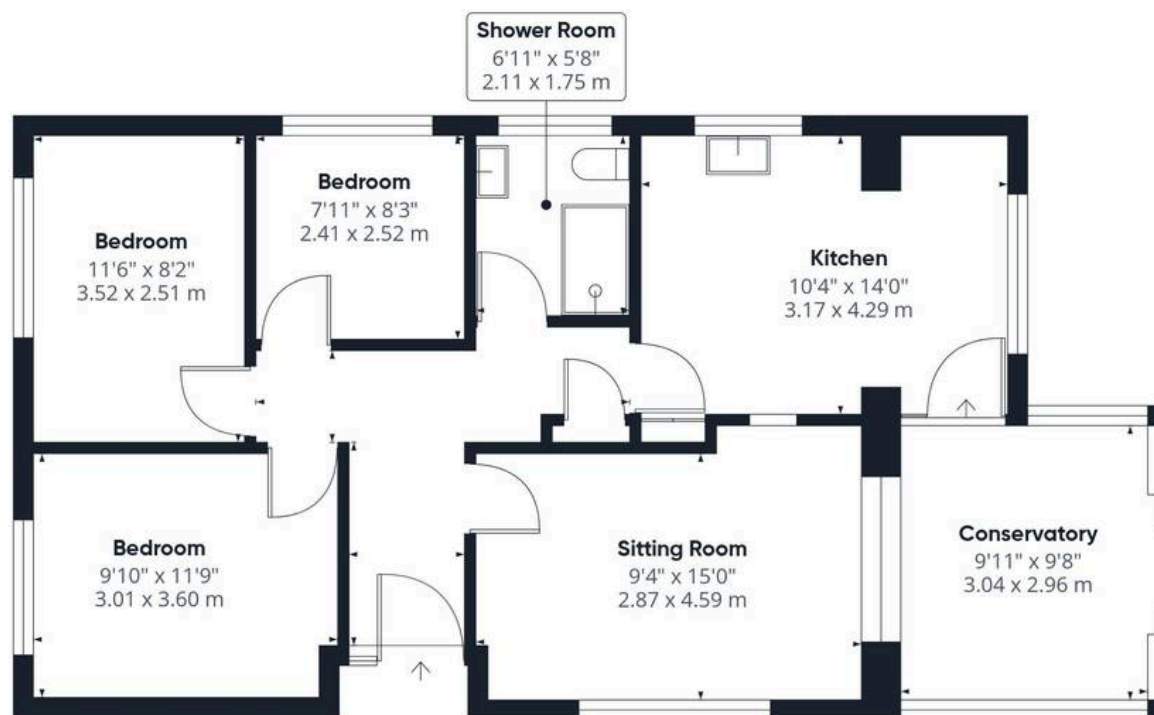 Shower Room
6'11" x 5'8"
2.11 x 1.75 m
Bedroom
11'6" x 8'2"
3.52 x 2.51 m
Bedroom
7'11" x 8'3"
2.41 x 2.52 m
Kitchen
10'4" x 14'0"
3.17 x 4.29 m
Bedroom
9'10" x 11'9"
3.01 x 3.60 m
Sitting Room
9'4" x 15'0"
2.87 x 4.59 m
Conservatory
9'11" x 9'8"
3.04 x 2.96 m